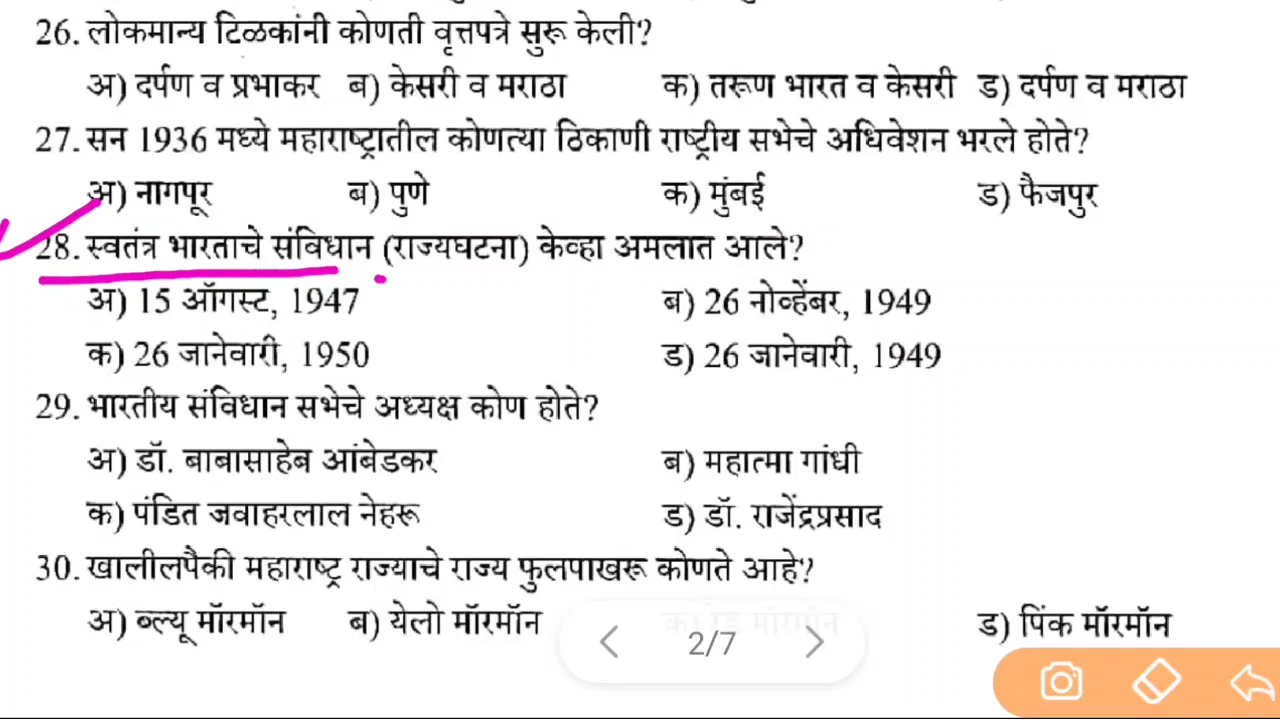 26. लोकमान्य टिळकांनी कोणती वृत्तपत्रे सुरू केली?
अ) दर्पण व प्रभाकर ब) केसरी व मराठा क) तरूण भारत व केसरी ड) दर्पण व मराठा
27. सन 1936 मध्ये महाराष्ट्रातील कोणत्या ठिकाणी राष्ट्रीय सभेचे अधिवेशन भरले होते?
अ) नागपूर ब) पुणे क) मुंबई ड) फैजपुर
28. स्वतंत्र भारताचे संविधान (राज्यघटना) केव्हा अमलात आले?
अ) 15 ऑगस्ट, 1947 ब) 26 नोव्हेंबर, 1949
क) 26 जानेवारी, 1950 ड) 26 जानेवारी, 1949
29. भारतीय संविधान सभेचे अध्यक्ष कोण होते?
अ) डॉ. बाबासाहेब आंबेडकर ब) महात्मा गांधी
क) पंडित जवाहरलाल नेहरू ड) डॉ. राजेंद्रप्रसाद
30. खालीलपैकी महाराष्ट्र राज्याचे राज्य फुलपाखरू कोणते आहे?
अ) ब्ल्यू मॉरमॉन ब) येलो मॉरमॉन क) रेड मॉरमॉन ड) पिंक मॉरमॉन
2/7